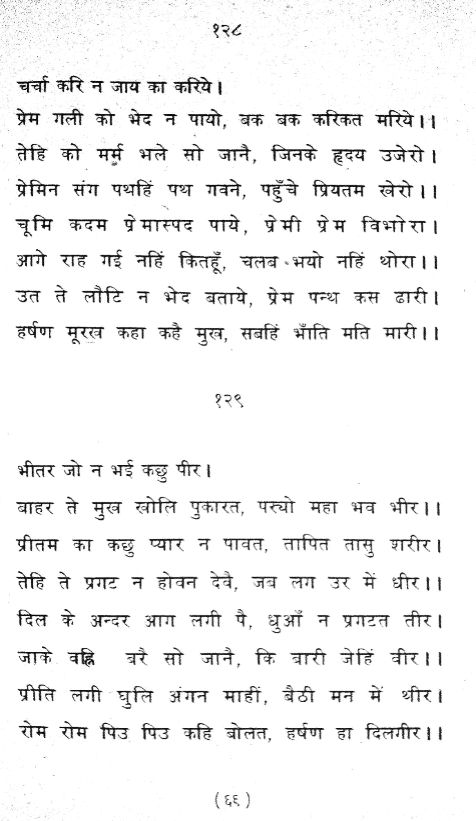 १२८
चर्चा करि न जाय का करिये।
प्रेम गली को भेद न पायो, बक बक करिकत मरिये।।
तेहि को मर्म भले सो जानै, जिनके हृदय उजेरो।
प्रेमिन संग पथहिं पथ गवने, पहुँचे प्रियतम खेरो।।
चूमि कदम प्रेमास्पद पाये, प्रेमी प्रेम विभोरा।
आगे राह गई नहिं कितहूँ, चलब भयो नहिं थोरा।।
उत ते लौटि न भेद बताये, प्रेम पन्थ कस ढारी।
हर्षण मूरख कहा कहै मुख, सबहिं भाँति मति मारी।।
१२९
भीतर जो न भई कछु पीर।
बाहर ते मुख खोलि पुकारत, पर्‌यो महा भव भीर।।
प्रीतम का कछु प्यार न पावत, तापित तासु शरीर।
तेहि ते प्रगट न होवन देवै, जब लग उर में धीर।।
दिल के अन्दर आग लगी पै, धुआँ न प्रगटत तीर।
जाके वह्नि बरै सो जानै, कि बारी जेहिं वीर।।
प्रीति लगी घुलि अंगन माहीं, बैठी मन में थीर।
रोम रोम पिउ पिउ कहि बोलत, हर्षण हा दिलगीर।।
(६६)